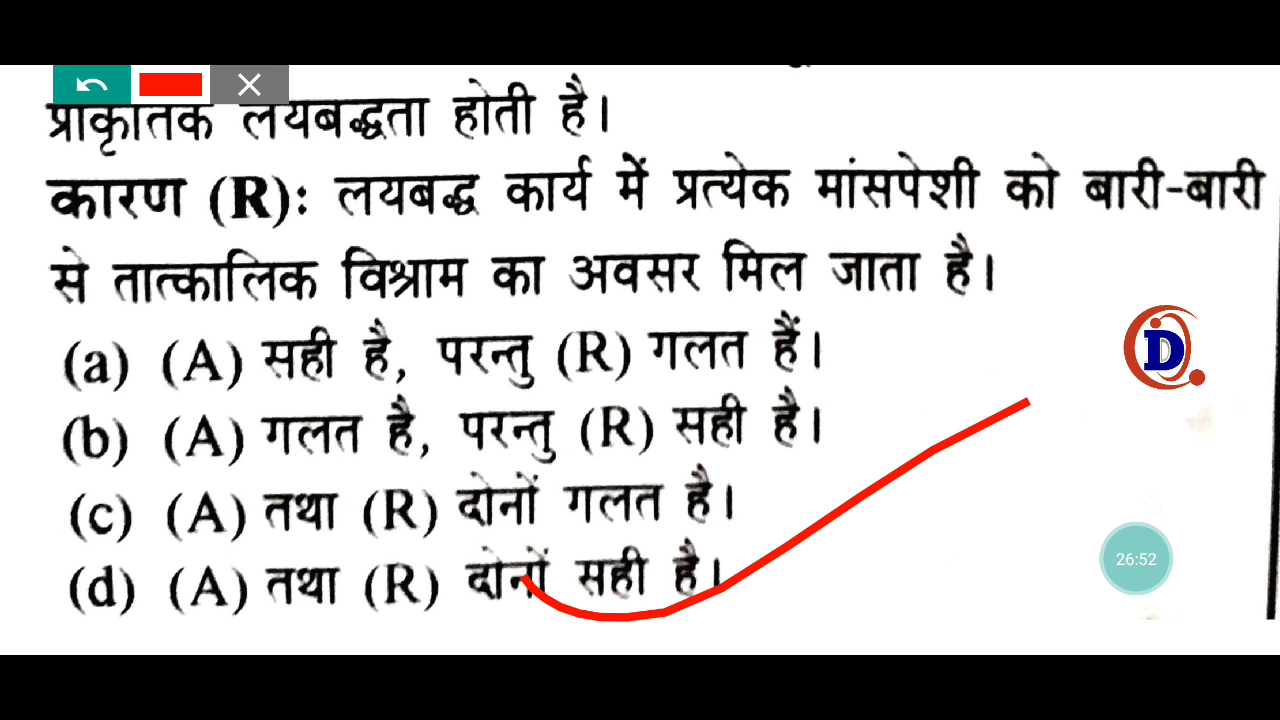 प्राकृतिक लयबद्धता होती है।
कारण (R): लयबद्ध कार्य में प्रत्येक मांसपेशी को बारी-बारी
से तात्कालिक विश्राम का अवसर मिल जाता है।
(a) (A) सही है, परन्तु (R) गलत हैं।
(b) (A) गलत है, परन्तु (R) सही है।
(c) (A) तथा (R) दोनों गलत है।
(d) (A) तथा (R) दोनों सही है।
D
26:52